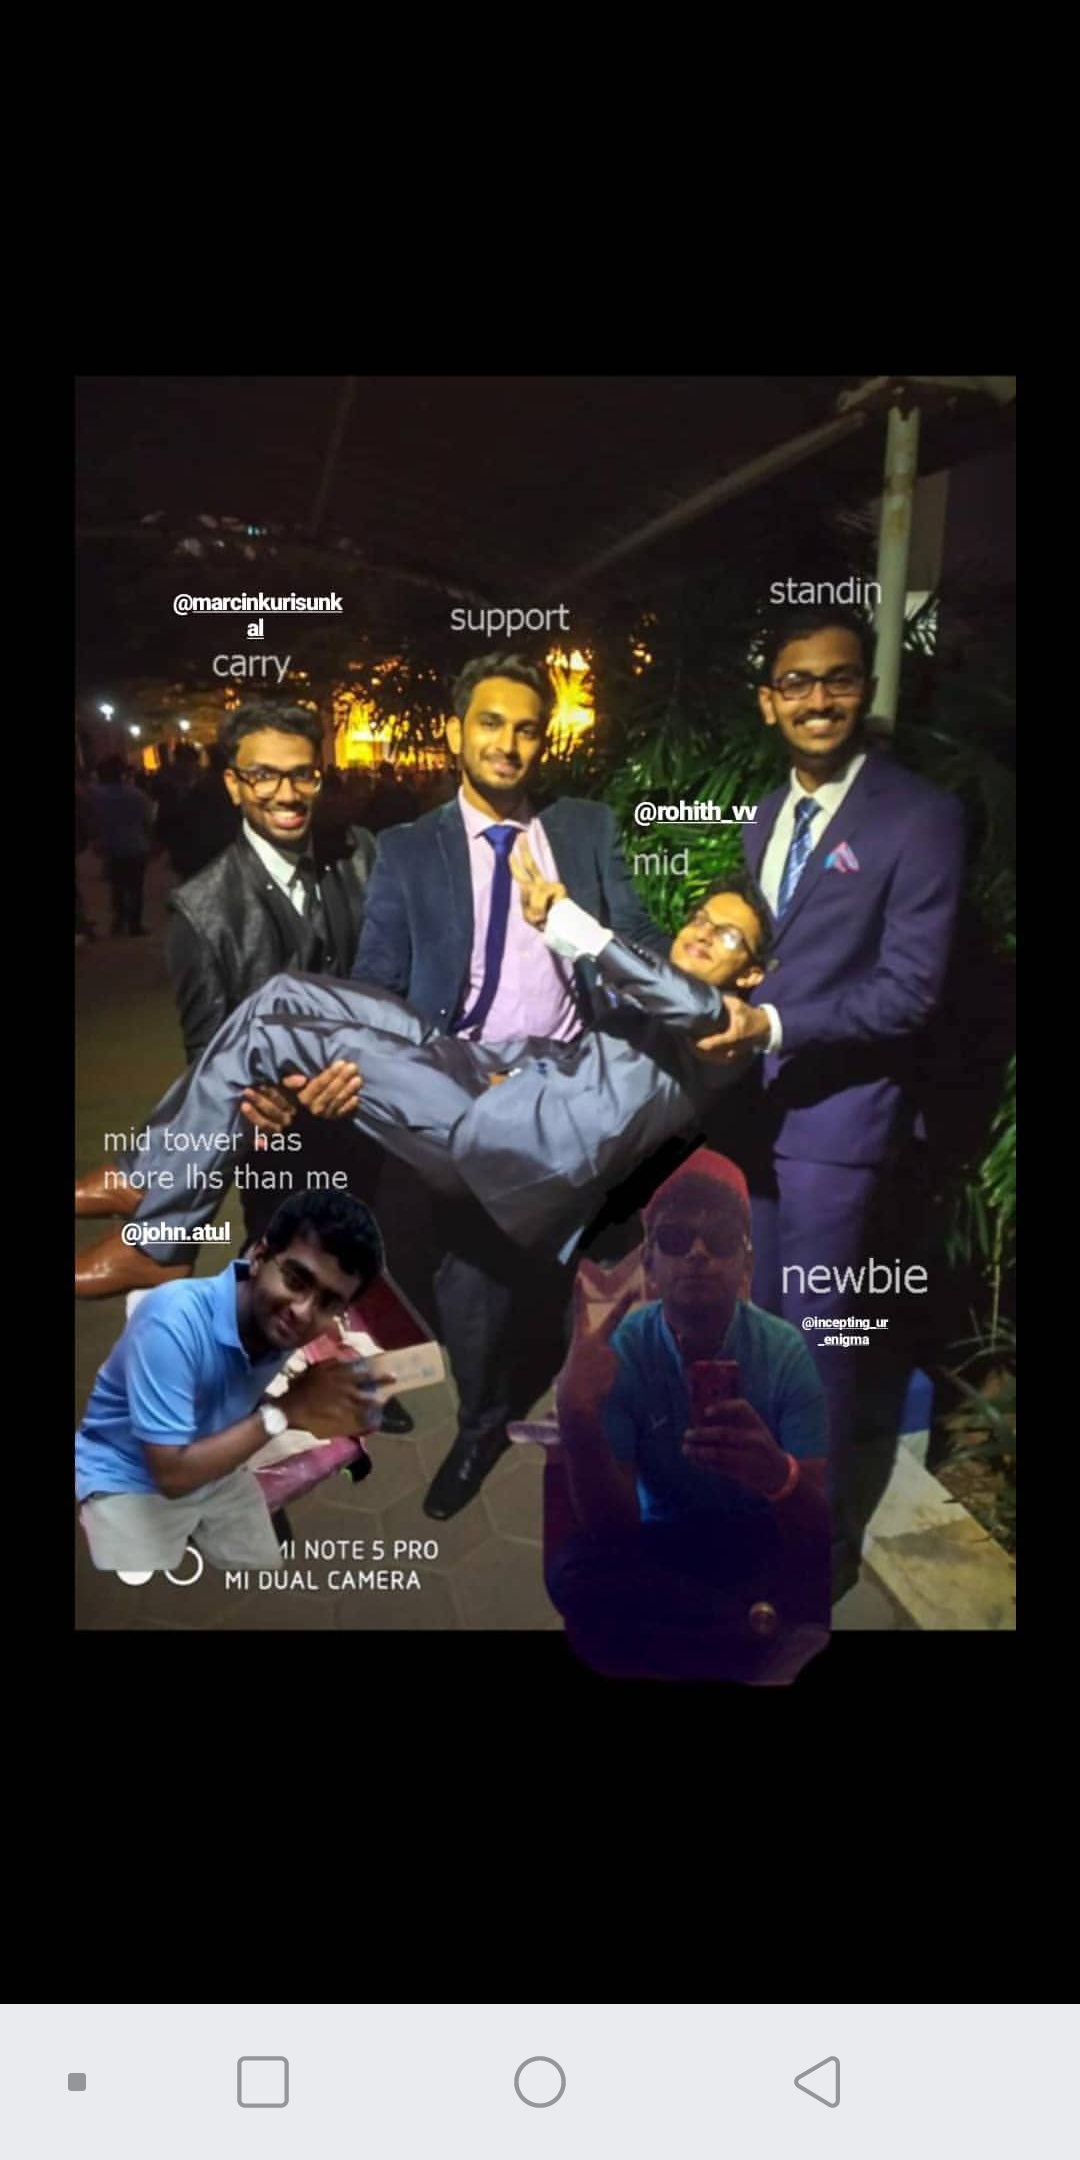 standin
@marcinkurisunk
al
support
carry
@rohith_vv
mid
mid tower has
more lhs than me
@john.atul
newbie
@incepting_ur
_enigma
MI NOTE 5 PRO
MI DUAL CAMERA